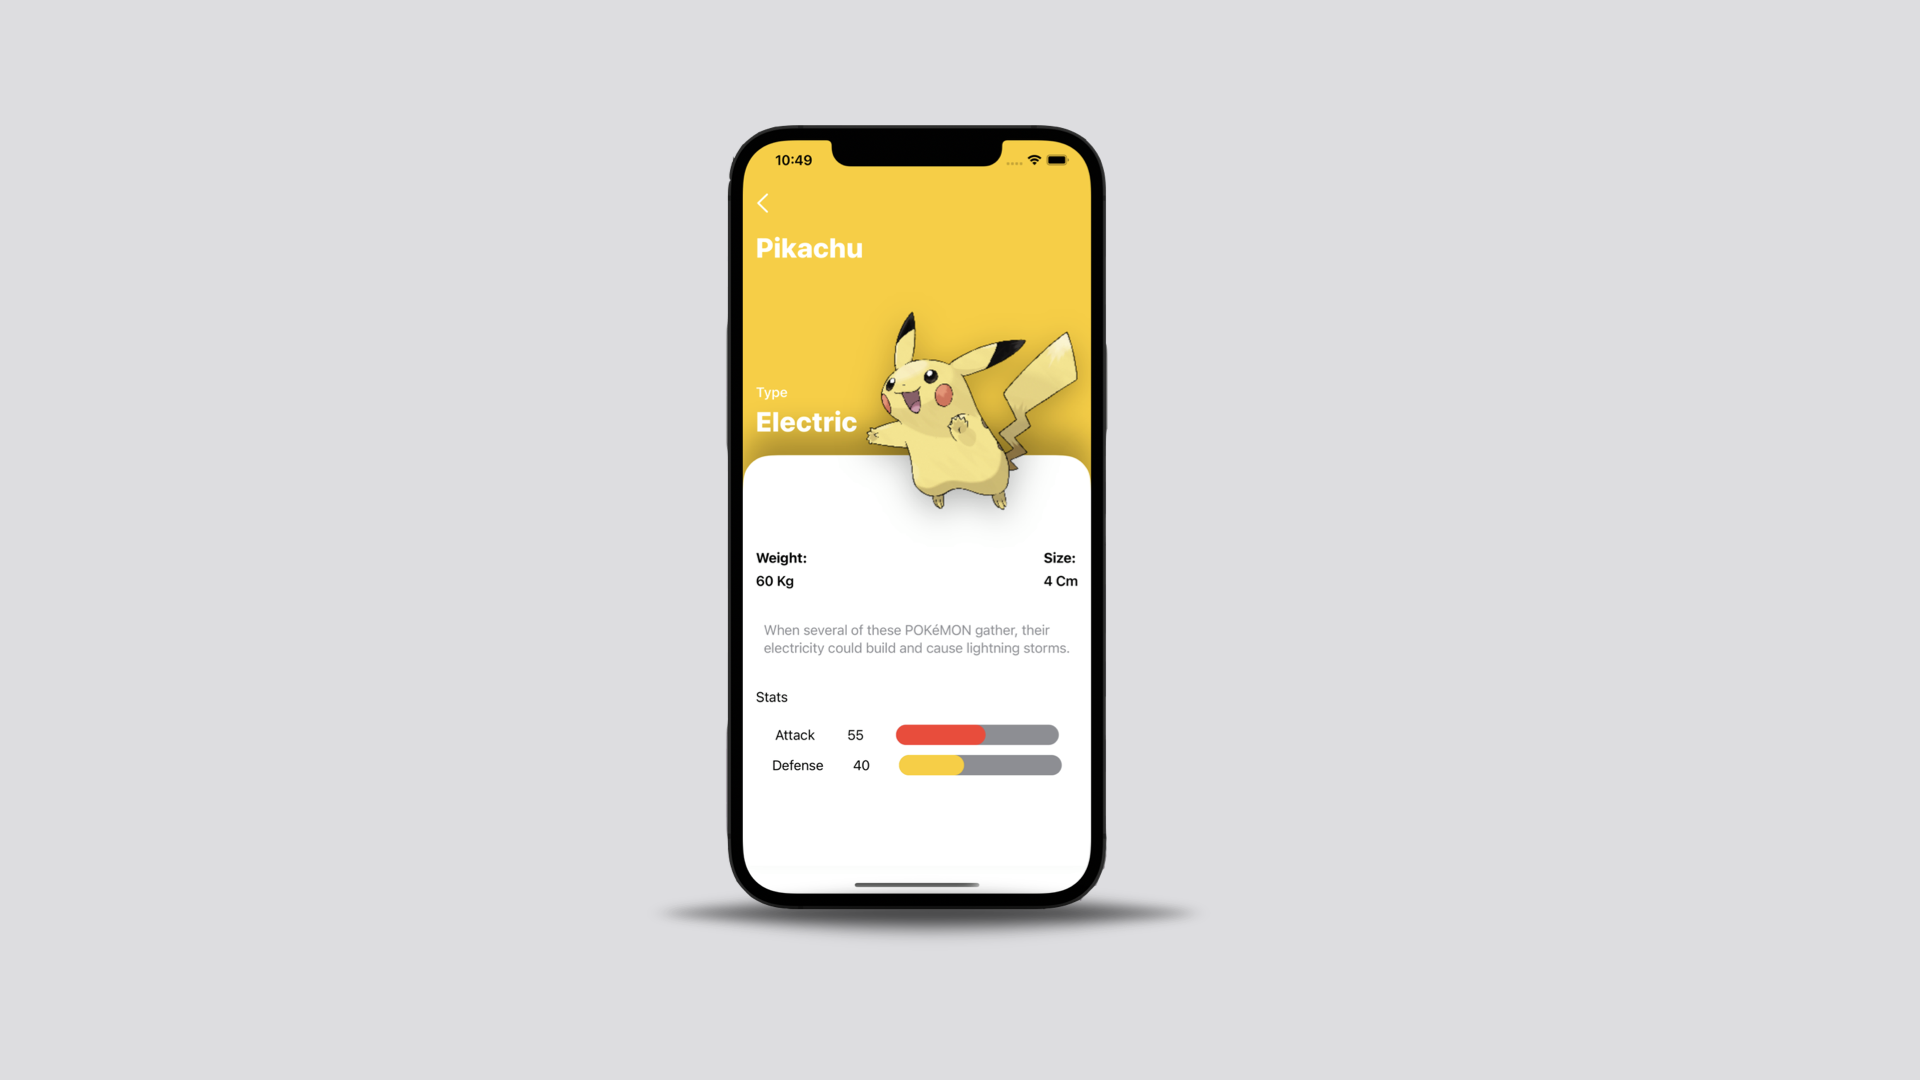 10:49
Pikachu
Type
Electric
Weight:
Size:
60 Kg
4 Cm
When several of these POKéMON gather, their
electricity could build and cause lightning storms.
Stats
Attack 55
Defense 40